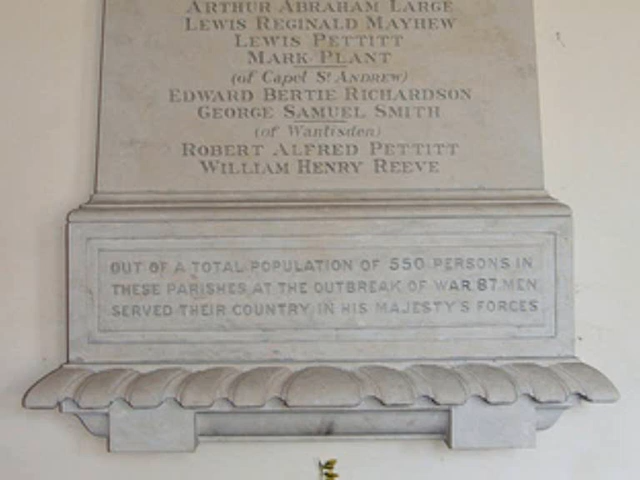 ARTHUR ABRAHAM LARGE
LEWIS REGINALD MAYHEW
LEWIS PETTITT
MARK PLANT
(of Capel St ANDREW)
EDWARD BERTIE RICHARDSON
GEORGE SAMUEL SMITH
(of Wantisden)
ROBERT ALFRED PETTITT
WILLIAM HENRY REEVE
OUT OF A TOTAL POPULATION OF 550 PERSONS IN
THESE PARISHES AT THE OUTBREAK OF WAR 87 MEN
SERVED THEIR COUNTRY IN HIS MAJESTY'S FORCES